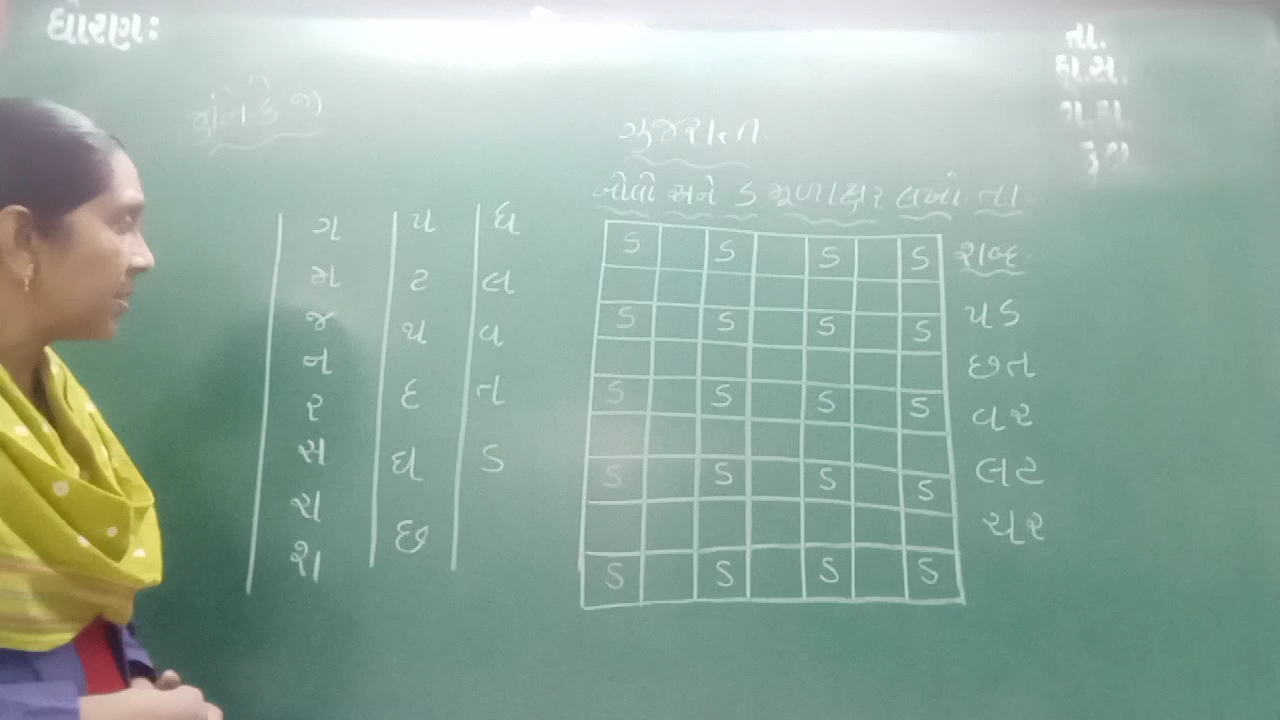 ધોરણઃ
તા.
હા.સ.
ગે.હા.
જુનિ.કે.જી
ગુજરાતી
બોલો અને ડ મૂળાક્ષર લખો. તા.
ગ પ ધ
મ ટ લ
જ થ વ
ન દ ત
ર ઘ ડ
સ છ
ચ
શ
ડ ડ ડ ડ
ડ ડ ડ ડ
ડ ડ ડ ડ
ડ ડ ડ ડ
ડ ડ ડ ડ
શબ્દ
પડ
છત
વર
લટ
ચર